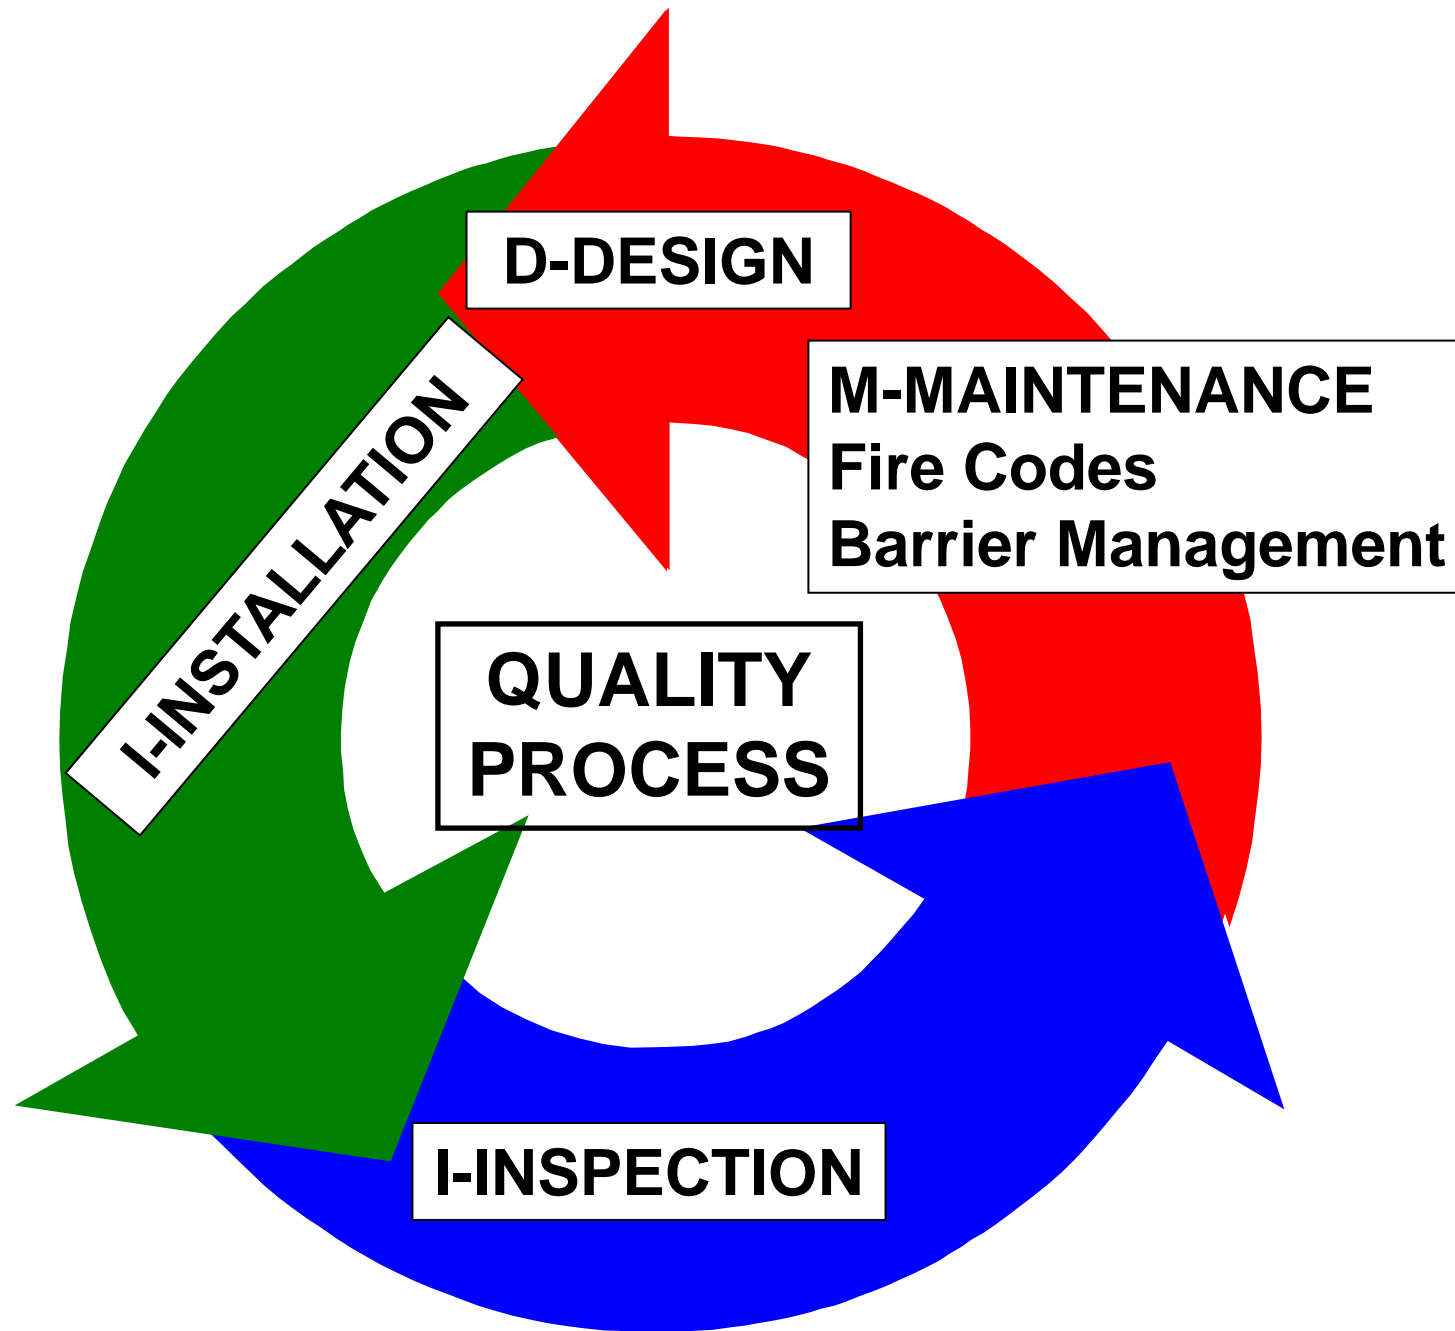 D-DESIGN
M-MAINTENANCE
Fire Codes
Barrier Management
I-INSTALLATION
QUALITY
PROCESS
I-INSPECTION